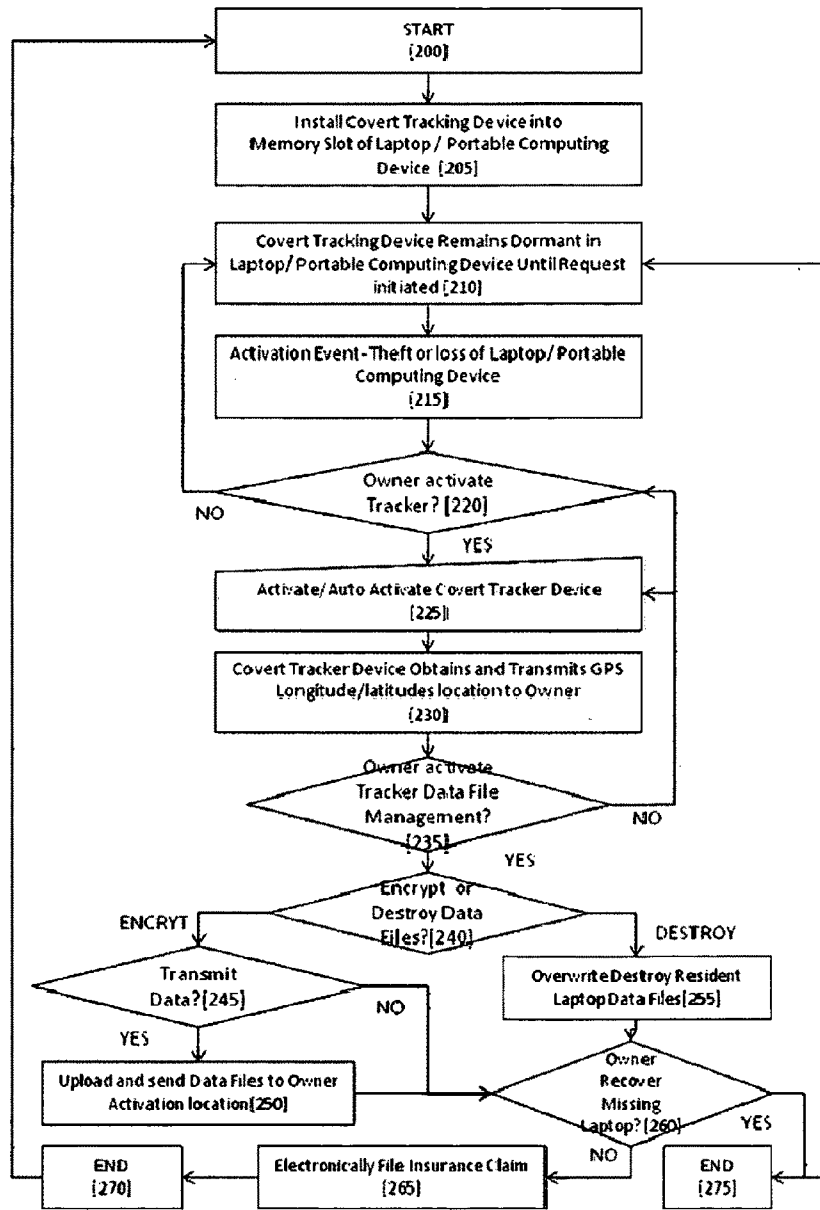 START
[200]
Install Covert Tracking Device into
Memory Slot of Laptop / Portable Computing
Device [205]
Covert Tracking Device Remains Dormant in
Laptop/ Portable Computing Device Until Request
initiated [210]
Activation Event-Theft or loss of Laptop/ Portable
Computing Device
[215]
Owner activate
Tracker? [220]
NO
YES
Activate/ Auto Activate Covert Tracker Device
[225]
Covert Tracker Device Obtains and Transmits GPS
Longitude/latitudes location to Owner
[230]
Owner activate
Tracker Data File
Management?
[235]
NO
YES
Encrypt or
Destroy Data
Files?[240]
ENCRYT
DESTROY
Transmit
Data?[245]
NO
YES
Overwrite Destroy Resident
Laptop Data Files[255]
Upload and send Data Files to Owner
Activation location[250]
Owner
Recover
Missing
Laptop?[260]
YES
NO
END
[270]
Electronically File Insurance Claim
[265]
END
[275]